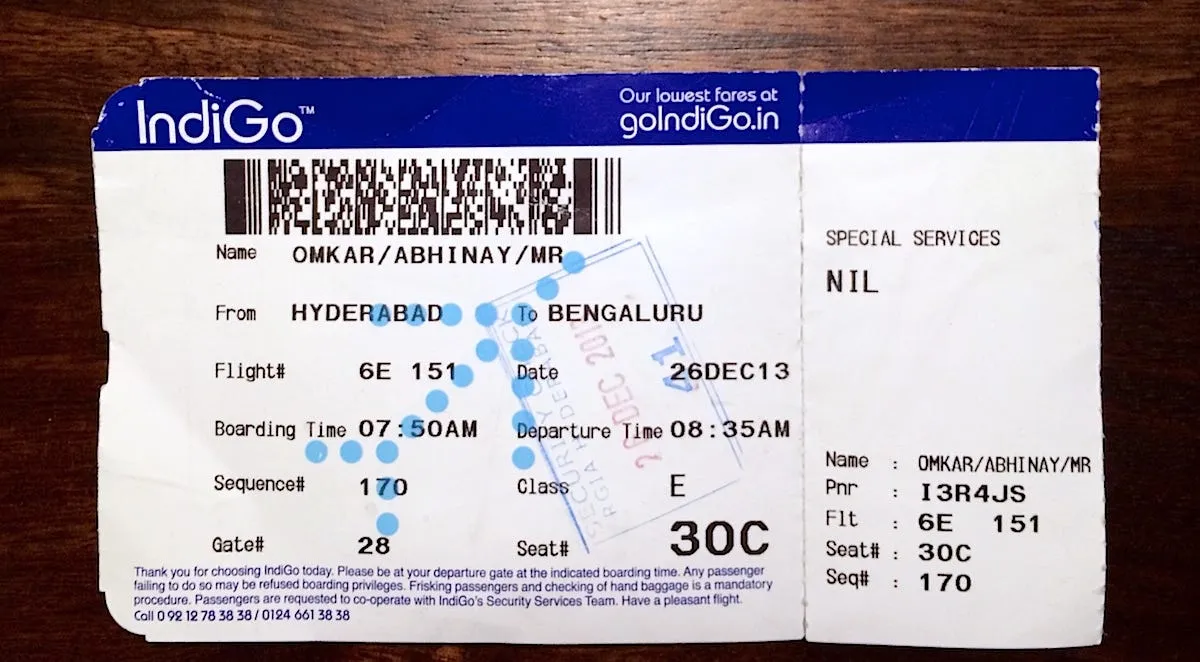 IndiGo™
Our lowest fares at
goIndiGo.in
Name OMKAR/ABHINAY/MR
From HYDERABAD To BENGALURU
Flight# 6E 151 Date 26DEC13
Boarding Time 07:50AM Departure Time 08:35AM
Sequence# 170 Class E
Gate# 28 Seat# 30C
Thank you for choosing IndiGo today. Please be at your departure gate at the indicated boarding time. Any passenger
failing to do so may be refused boarding privileges. Frisking passengers and checking of hand baggage is a mandatory
procedure. Passengers are requested to co-operate with IndiGo's Security Services Team. Have a pleasant flight.
Call 0 92 12 78 38 38 / 0124 661 38 38
SECURITY
RGIA HYDERABAD
DEC 201
SPECIAL SERVICES
NIL
Name : OMKAR/ABHINAY/MR
Pnr : I3R4JS
Flt : 6E 151
Seat# : 30C
Seq# : 170